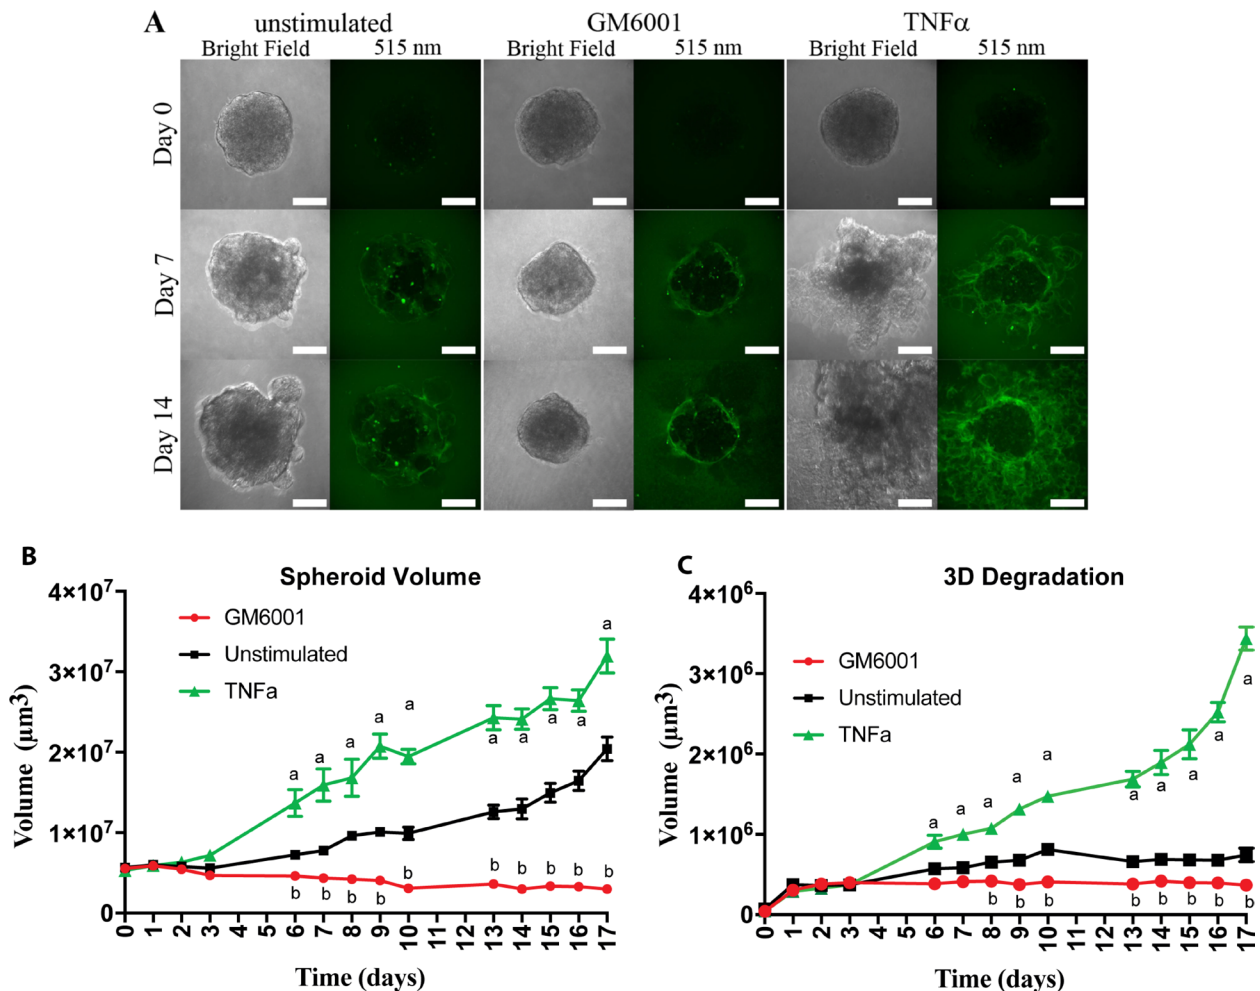 A
unstimulated GM6001 TNFα
Bright Field 515 nm Bright Field 515 nm Bright Field 515 nm
Day 0
Day 7
Day 14
B
Spheroid Volume
4×10⁷
3×10⁷
2×10⁷
1×10⁷
0
Volume (μm3)
GM6001
Unstimulated
TNFa
a a a a a a a a a a
b b b b b b b b b b
0 1 2 3 4 5 6 7 8 9 10 11 12 13 14 15 16 17
Time (days)
C
3D Degradation
4×10⁶
3×10⁶
2×10⁶
1×10⁶
0
Volume (μm3)
GM6001
Unstimulated
TNFa
a a a a a a a a a a
b b b b b b b b
0 1 2 3 4 5 6 7 8 9 10 11 12 13 14 15 16 17
Time (days)